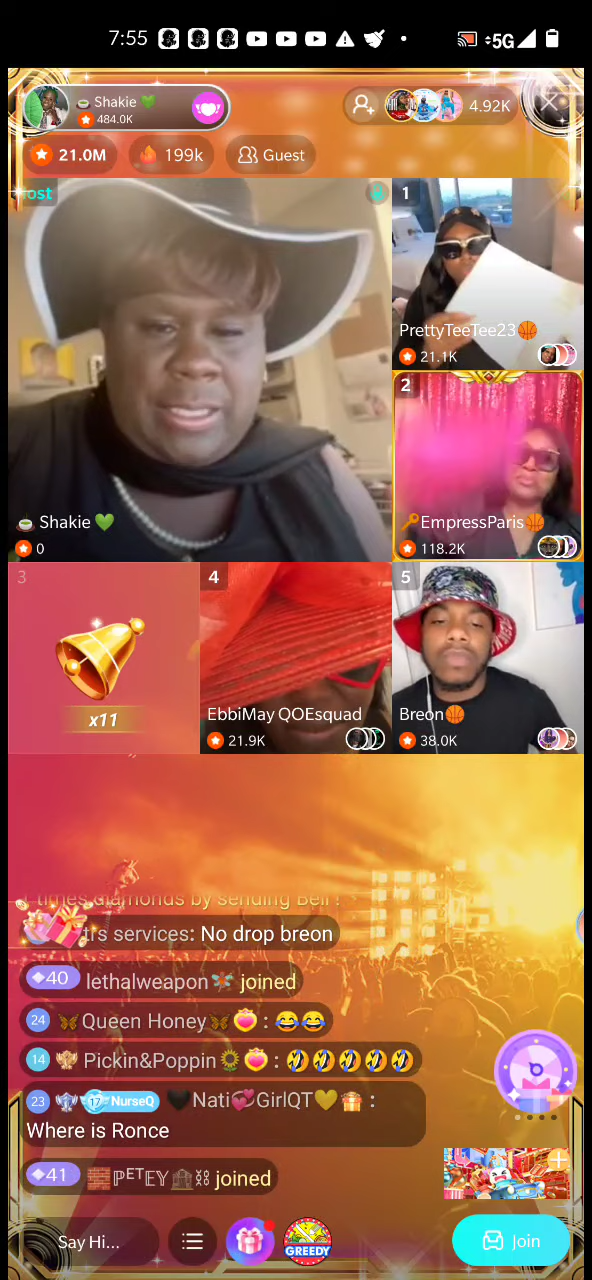 7:55
5G
Shakie
484.0K
4.92K
21.0M
199k
Guest
ost
1
PrettyTeeTee23
21.1K
2
EmpressParis
118.2K
Shakie
0
3
x11
4
EbbiMay QOEsquad
21.9K
5
Breon
38.0K
times diamonds by sending Bell !
trs services: No drop breon
40 lethalweapon joined
24 Queen Honey :
14 Pickin&Poppin :
23 17 NurseQ Nati GirlQT :
Where is Ronce
41 ℙᴱᵀ𝔼Y joined
Say Hi...
GREEDY
Join